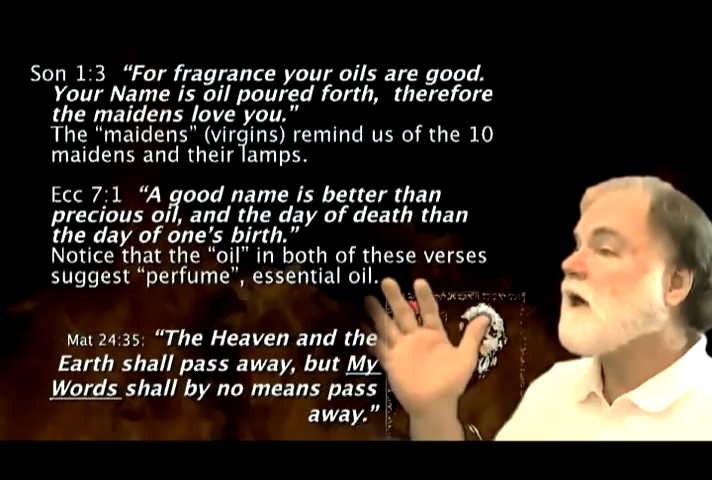 Son 1:3 “For fragrance your oils are good.
Your Name is oil poured forth, therefore
the maidens love you.”
The “maidens” (virgins) remind us of the 10
maidens and their lamps.
Ecc 7:1 “A good name is better than
precious oil, and the day of death than
the day of one’s birth.”
Notice that the “oil” in both of these verses
suggest “perfume”, essential oil.
Mat 24:35: “The Heaven and the
Earth shall pass away, but My
Words shall by no means pass
away.”